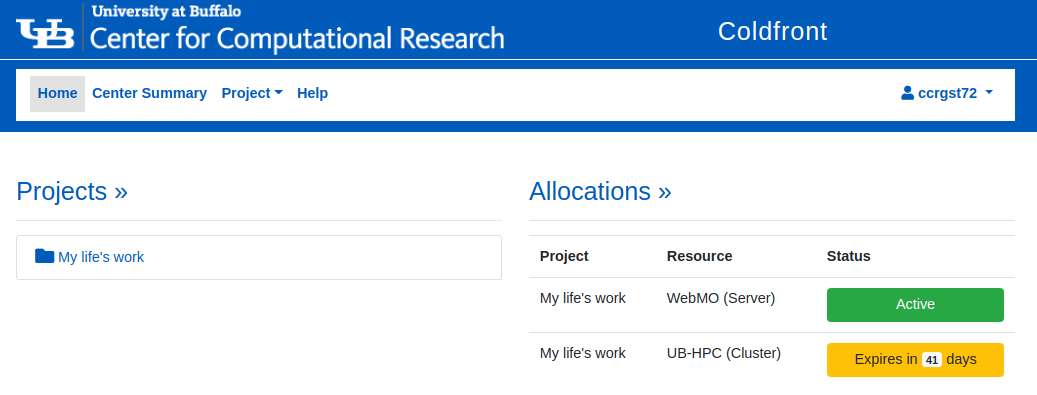 University at Buffalo
UB Center for Computational Research
Coldfront
Home Center Summary Project Help
ccrgst72
Projects »
My life's work
Allocations »
Project Resource Status
My life's work WebMO (Server) Active
My life's work UB-HPC (Cluster) Expires in 41 days